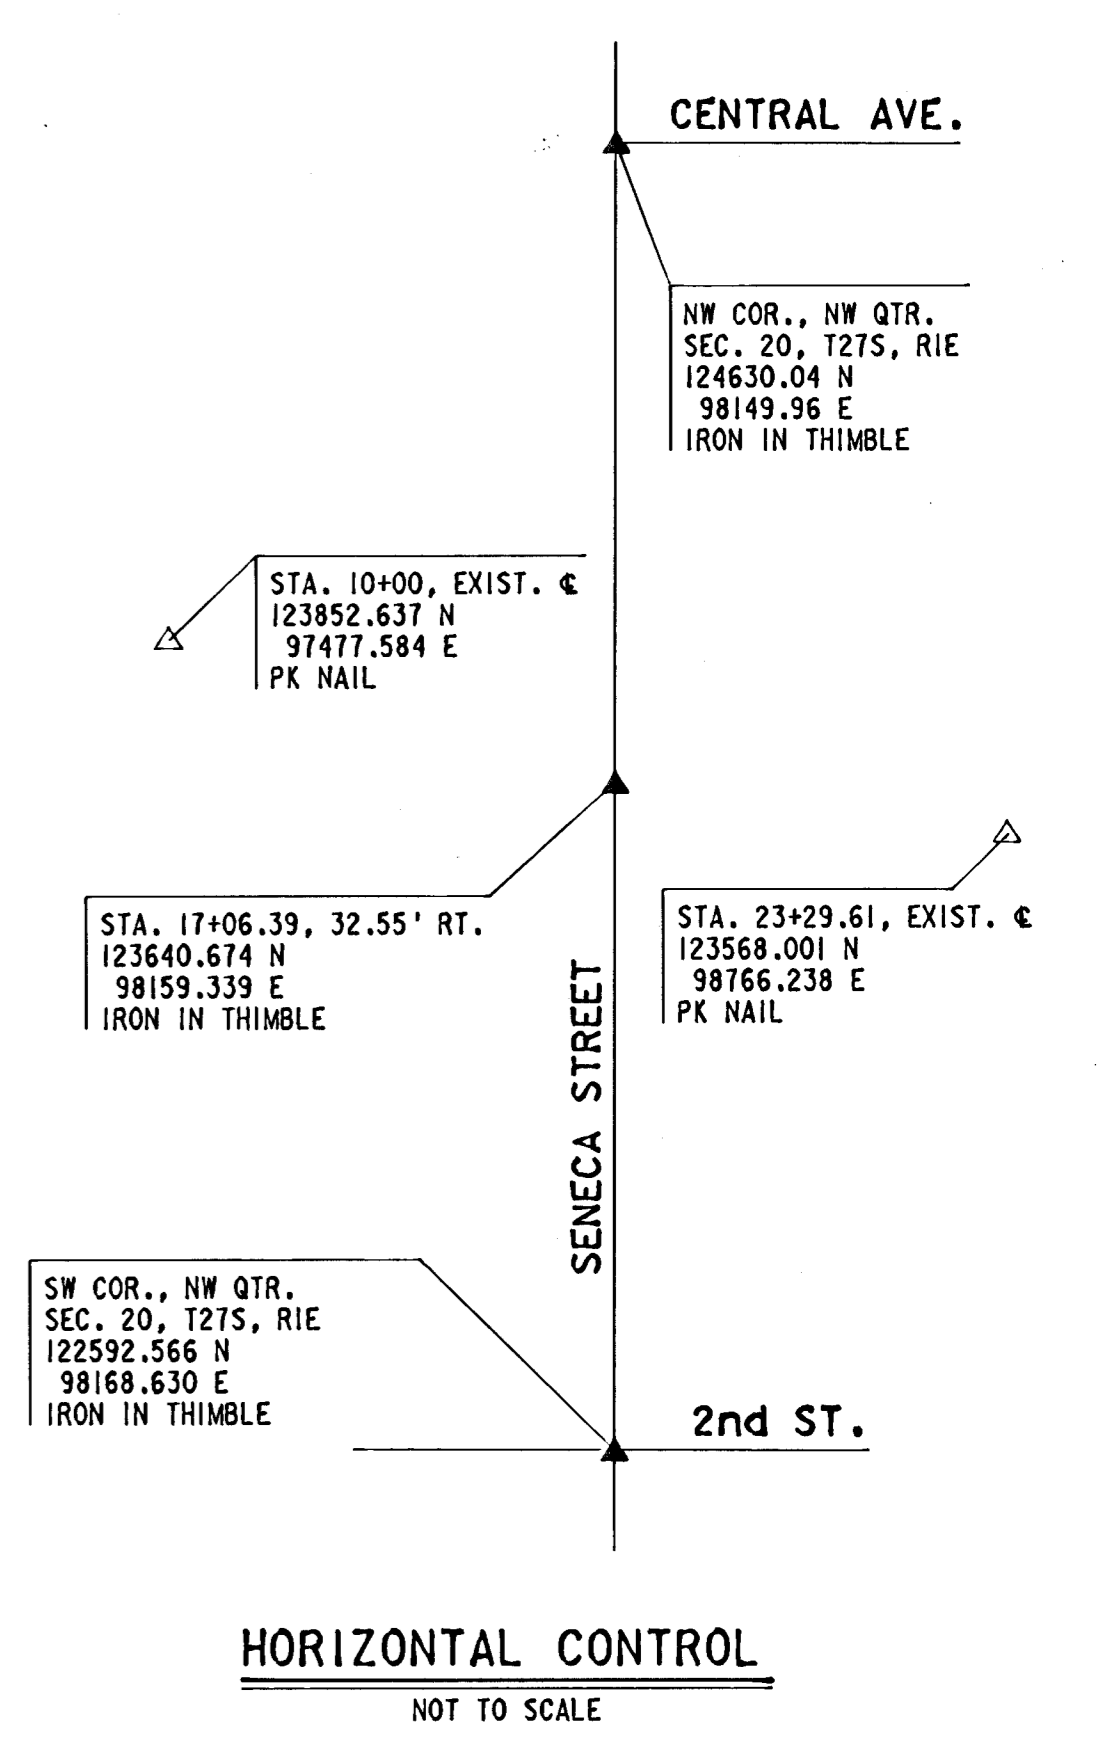 CENTRAL AVE.
NW COR., NW QTR.
SEC. 20, T27S, R1E
124630.04 N
98149.96 E
IRON IN THIMBLE
STA. 10+00, EXIST. ℄
123852.637 N
97477.584 E
PK NAIL
STA. 17+06.39, 32.55' RT.
123640.674 N
98159.339 E
IRON IN THIMBLE
STA. 23+29.61, EXIST. ℄
123568.001 N
98766.238 E
PK NAIL
SENECA STREET
SW COR., NW QTR.
SEC. 20, T27S, R1E
122592.566 N
98168.630 E
IRON IN THIMBLE
2nd ST.
HORIZONTAL CONTROL
NOT TO SCALE